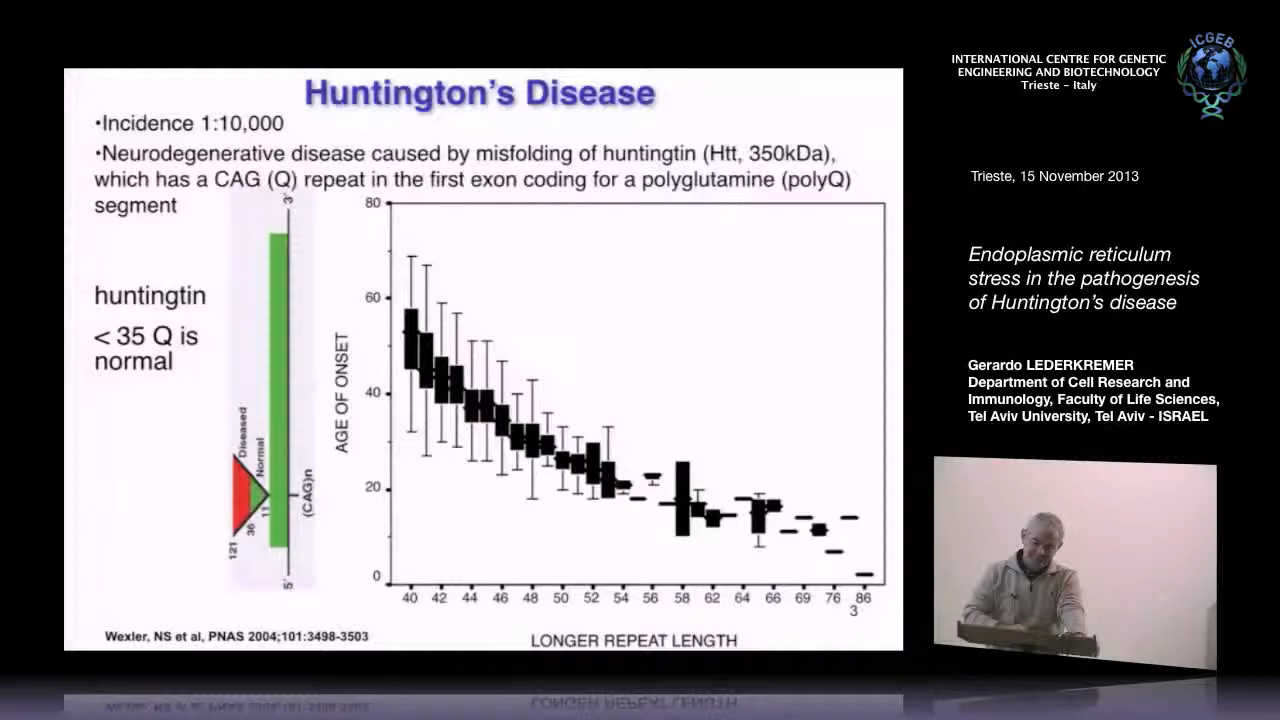 Huntington's Disease
•Incidence 1:10,000
•Neurodegenerative disease caused by misfolding of huntingtin (Htt, 350kDa),
which has a CAG (Q) repeat in the first exon coding for a polyglutamine (polyQ)
segment
huntingtin
< 35 Q is
normal
3'
Diseased
Normal
(CAG)n
11
36
121
5'
AGE OF ONSET
80
60
40
20
0
40 42 44 46 48 50 52 54 56 58 62 64 66 69 76 86
3
LONGER REPEAT LENGTH
Wexler, NS et al, PNAS 2004;101:3498-3503
INTERNATIONAL CENTRE FOR GENETIC
ENGINEERING AND BIOTECHNOLOGY
Trieste – Italy
ICGEB
Trieste, 15 November 2013
Endoplasmic reticulum
stress in the pathogenesis
of Huntington's disease
Gerardo LEDERKREMER
Department of Cell Research and
Immunology, Faculty of Life Sciences,
Tel Aviv University, Tel Aviv - ISRAEL